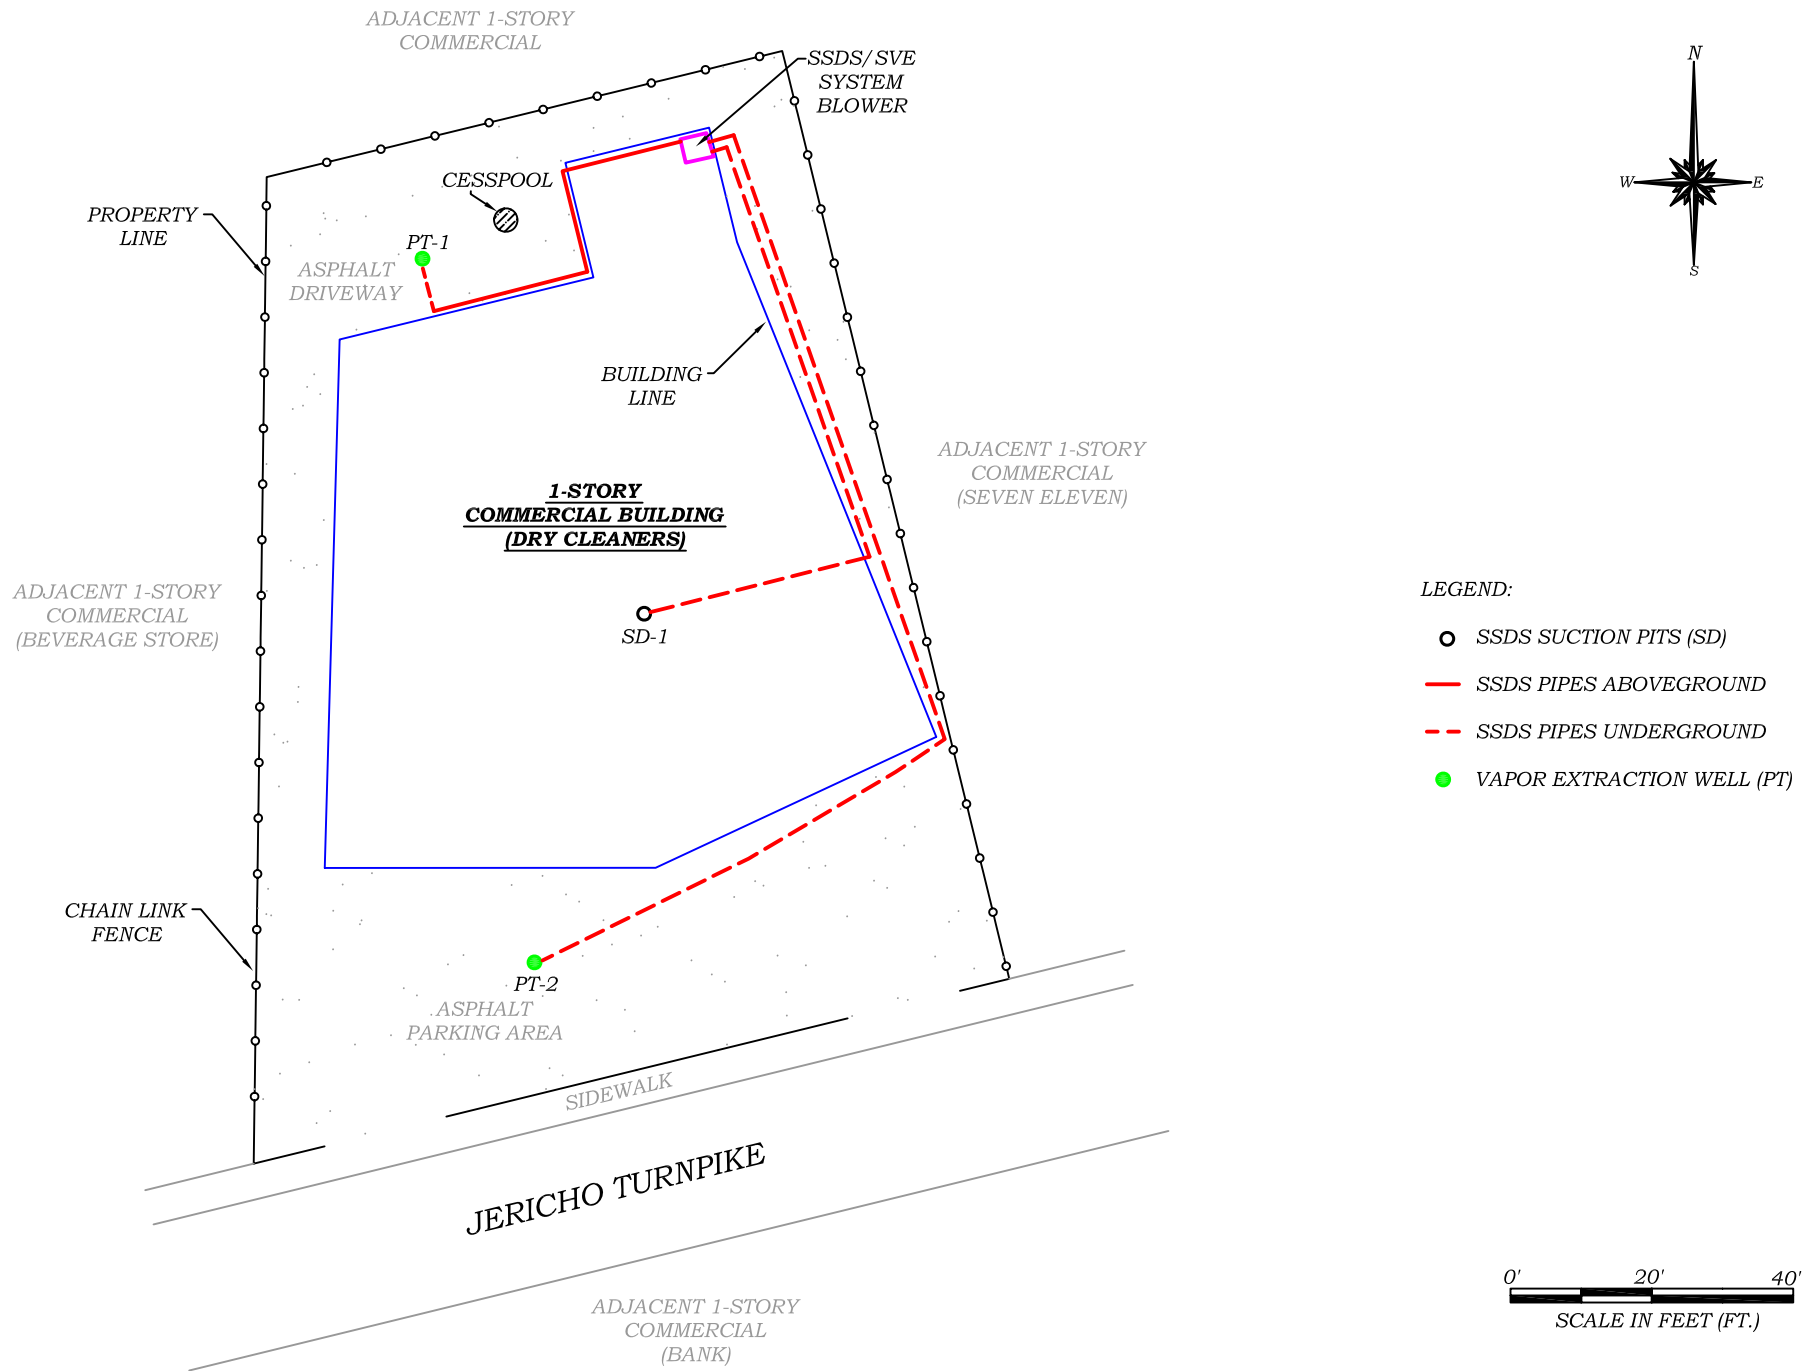 ADJACENT 1-STORY
COMMERCIAL
SSDS/SVE
SYSTEM
BLOWER
N
W
E
S
CESSPOOL
PROPERTY
LINE
PT-1
ASPHALT
DRIVEWAY
BUILDING
LINE
ADJACENT 1-STORY
COMMERCIAL
(SEVEN ELEVEN)
1-STORY
COMMERCIAL BUILDING
(DRY CLEANERS)
ADJACENT 1-STORY
COMMERCIAL
(BEVERAGE STORE)
SD-1
LEGEND:
SSDS SUCTION PITS (SD)
SSDS PIPES ABOVEGROUND
SSDS PIPES UNDERGROUND
VAPOR EXTRACTION WELL (PT)
CHAIN LINK
FENCE
PT-2
ASPHALT
PARKING AREA
SIDEWALK
JERICHO TURNPIKE
ADJACENT 1-STORY
COMMERCIAL
(BANK)
0' 20' 40'
SCALE IN FEET (FT.)